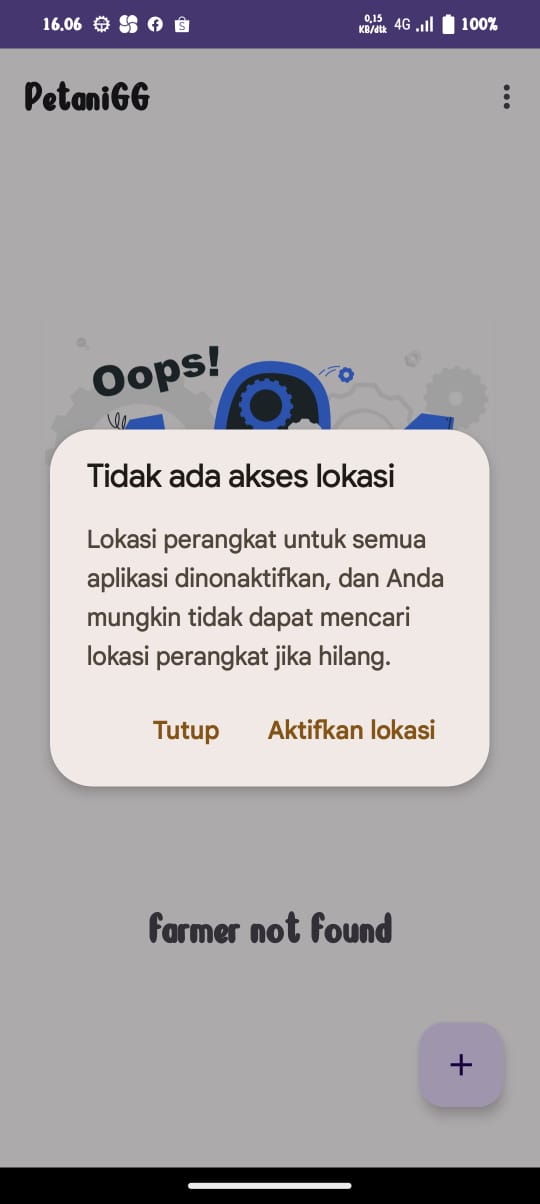 16.06
0,15
KB/dtk
4G
100%
PetaniGG
Oops!
Tidak ada akses lokasi
Lokasi perangkat untuk semua
aplikasi dinonaktifkan, dan Anda
mungkin tidak dapat mencari
lokasi perangkat jika hilang.
Tutup
Aktifkan lokasi
farmer not found